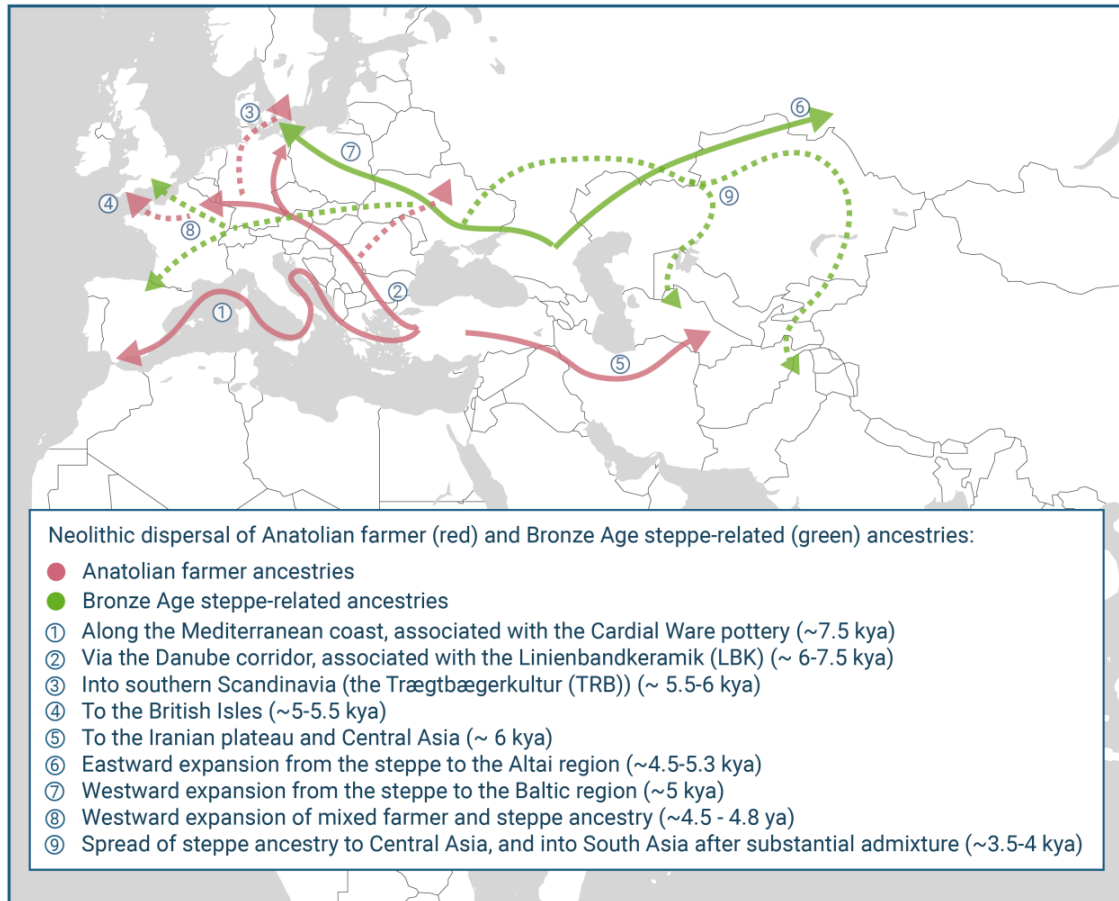 ③
⑥
⑦
④
⑨
⑧
②
①
⑤
Neolithic dispersal of Anatolian farmer (red) and Bronze Age steppe-related (green) ancestries:
Anatolian farmer ancestries
Bronze Age steppe-related ancestries
① Along the Mediterranean coast, associated with the Cardial Ware pottery (~7.5 kya)
② Via the Danube corridor, associated with the Linienbandkeramik (LBK) (~ 6-7.5 kya)
③ Into southern Scandinavia (the Trægtbægerkultur (TRB)) (~ 5.5-6 kya)
④ To the British Isles (~5-5.5 kya)
⑤ To the Iranian plateau and Central Asia (~ 6 kya)
⑥ Eastward expansion from the steppe to the Altai region (~4.5-5.3 kya)
⑦ Westward expansion from the steppe to the Baltic region (~5 kya)
⑧ Westward expansion of mixed farmer and steppe ancestry (~4.5 - 4.8 ya)
⑨ Spread of steppe ancestry to Central Asia, and into South Asia after substantial admixture (~3.5-4 kya)